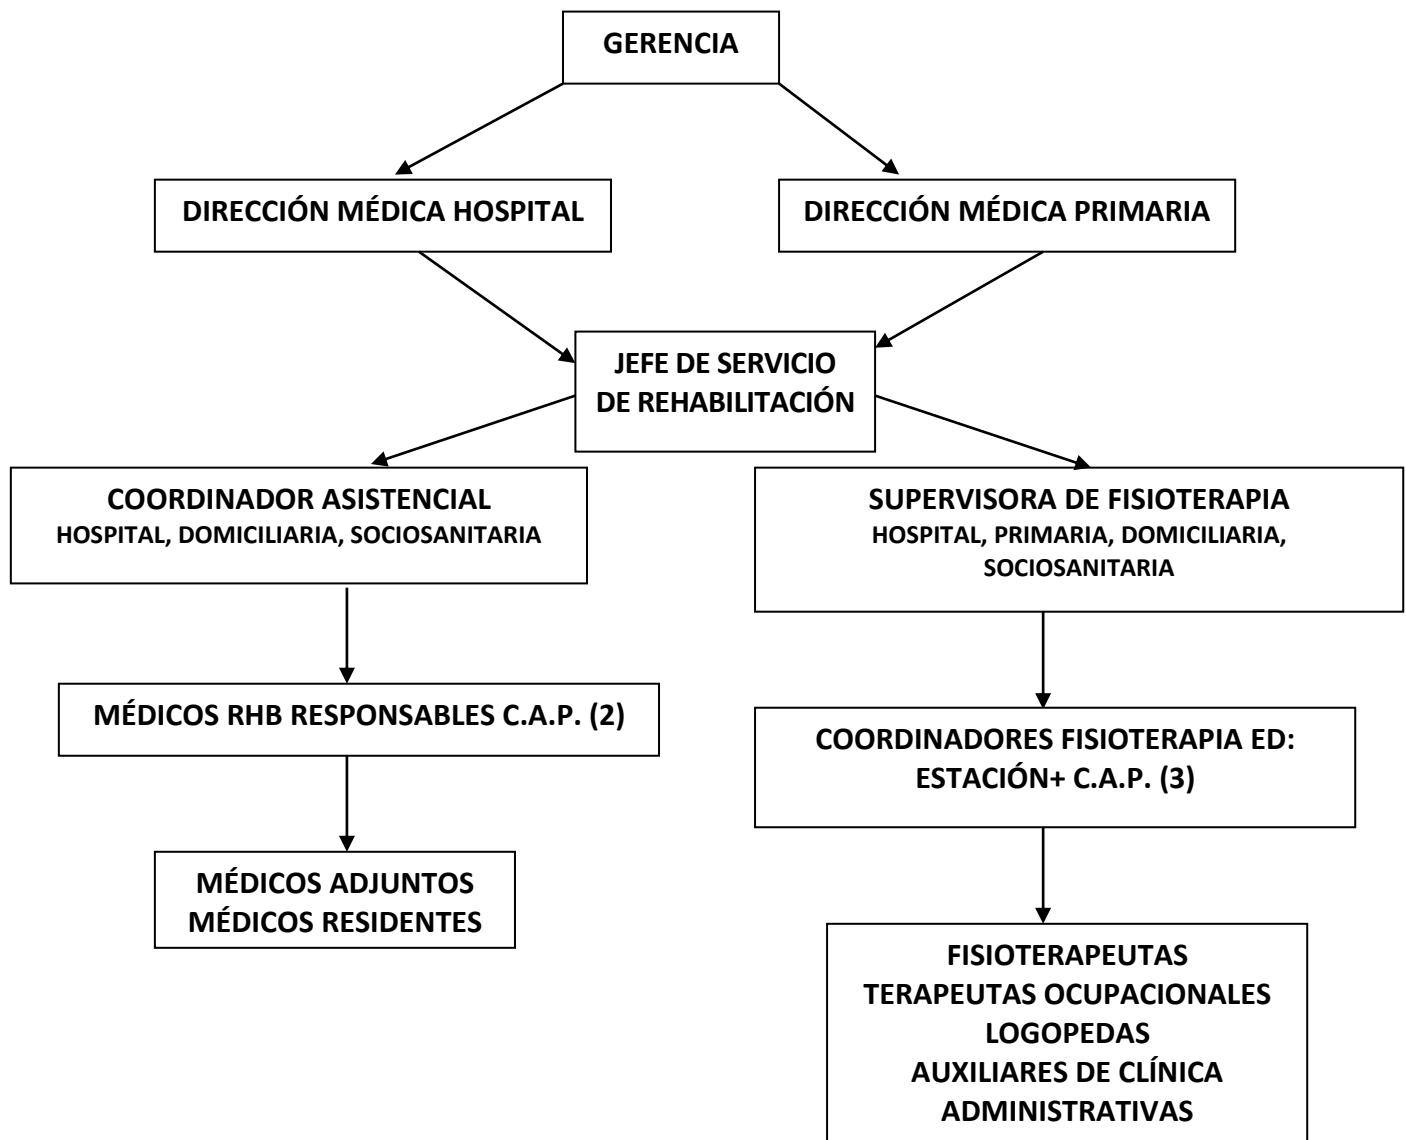 GERENCIA
DIRECCIÓN MÉDICA HOSPITAL
DIRECCIÓN MÉDICA PRIMARIA
JEFE DE SERVICIO
DE REHABILITACIÓN
COORDINADOR ASISTENCIAL
HOSPITAL, DOMICILIARIA, SOCIOSANITARIA
SUPERVISORA DE FISIOTERAPIA
HOSPITAL, PRIMARIA, DOMICILIARIA,
SOCIOSANITARIA
MÉDICOS RHB RESPONSABLES C.A.P. (2)
COORDINADORES FISIOTERAPIA ED:
ESTACIÓN+ C.A.P. (3)
MÉDICOS ADJUNTOS
MÉDICOS RESIDENTES
FISIOTERAPEUTAS
TERAPEUTAS OCUPACIONALES
LOGOPEDAS
AUXILIARES DE CLÍNICA
ADMINISTRATIVAS